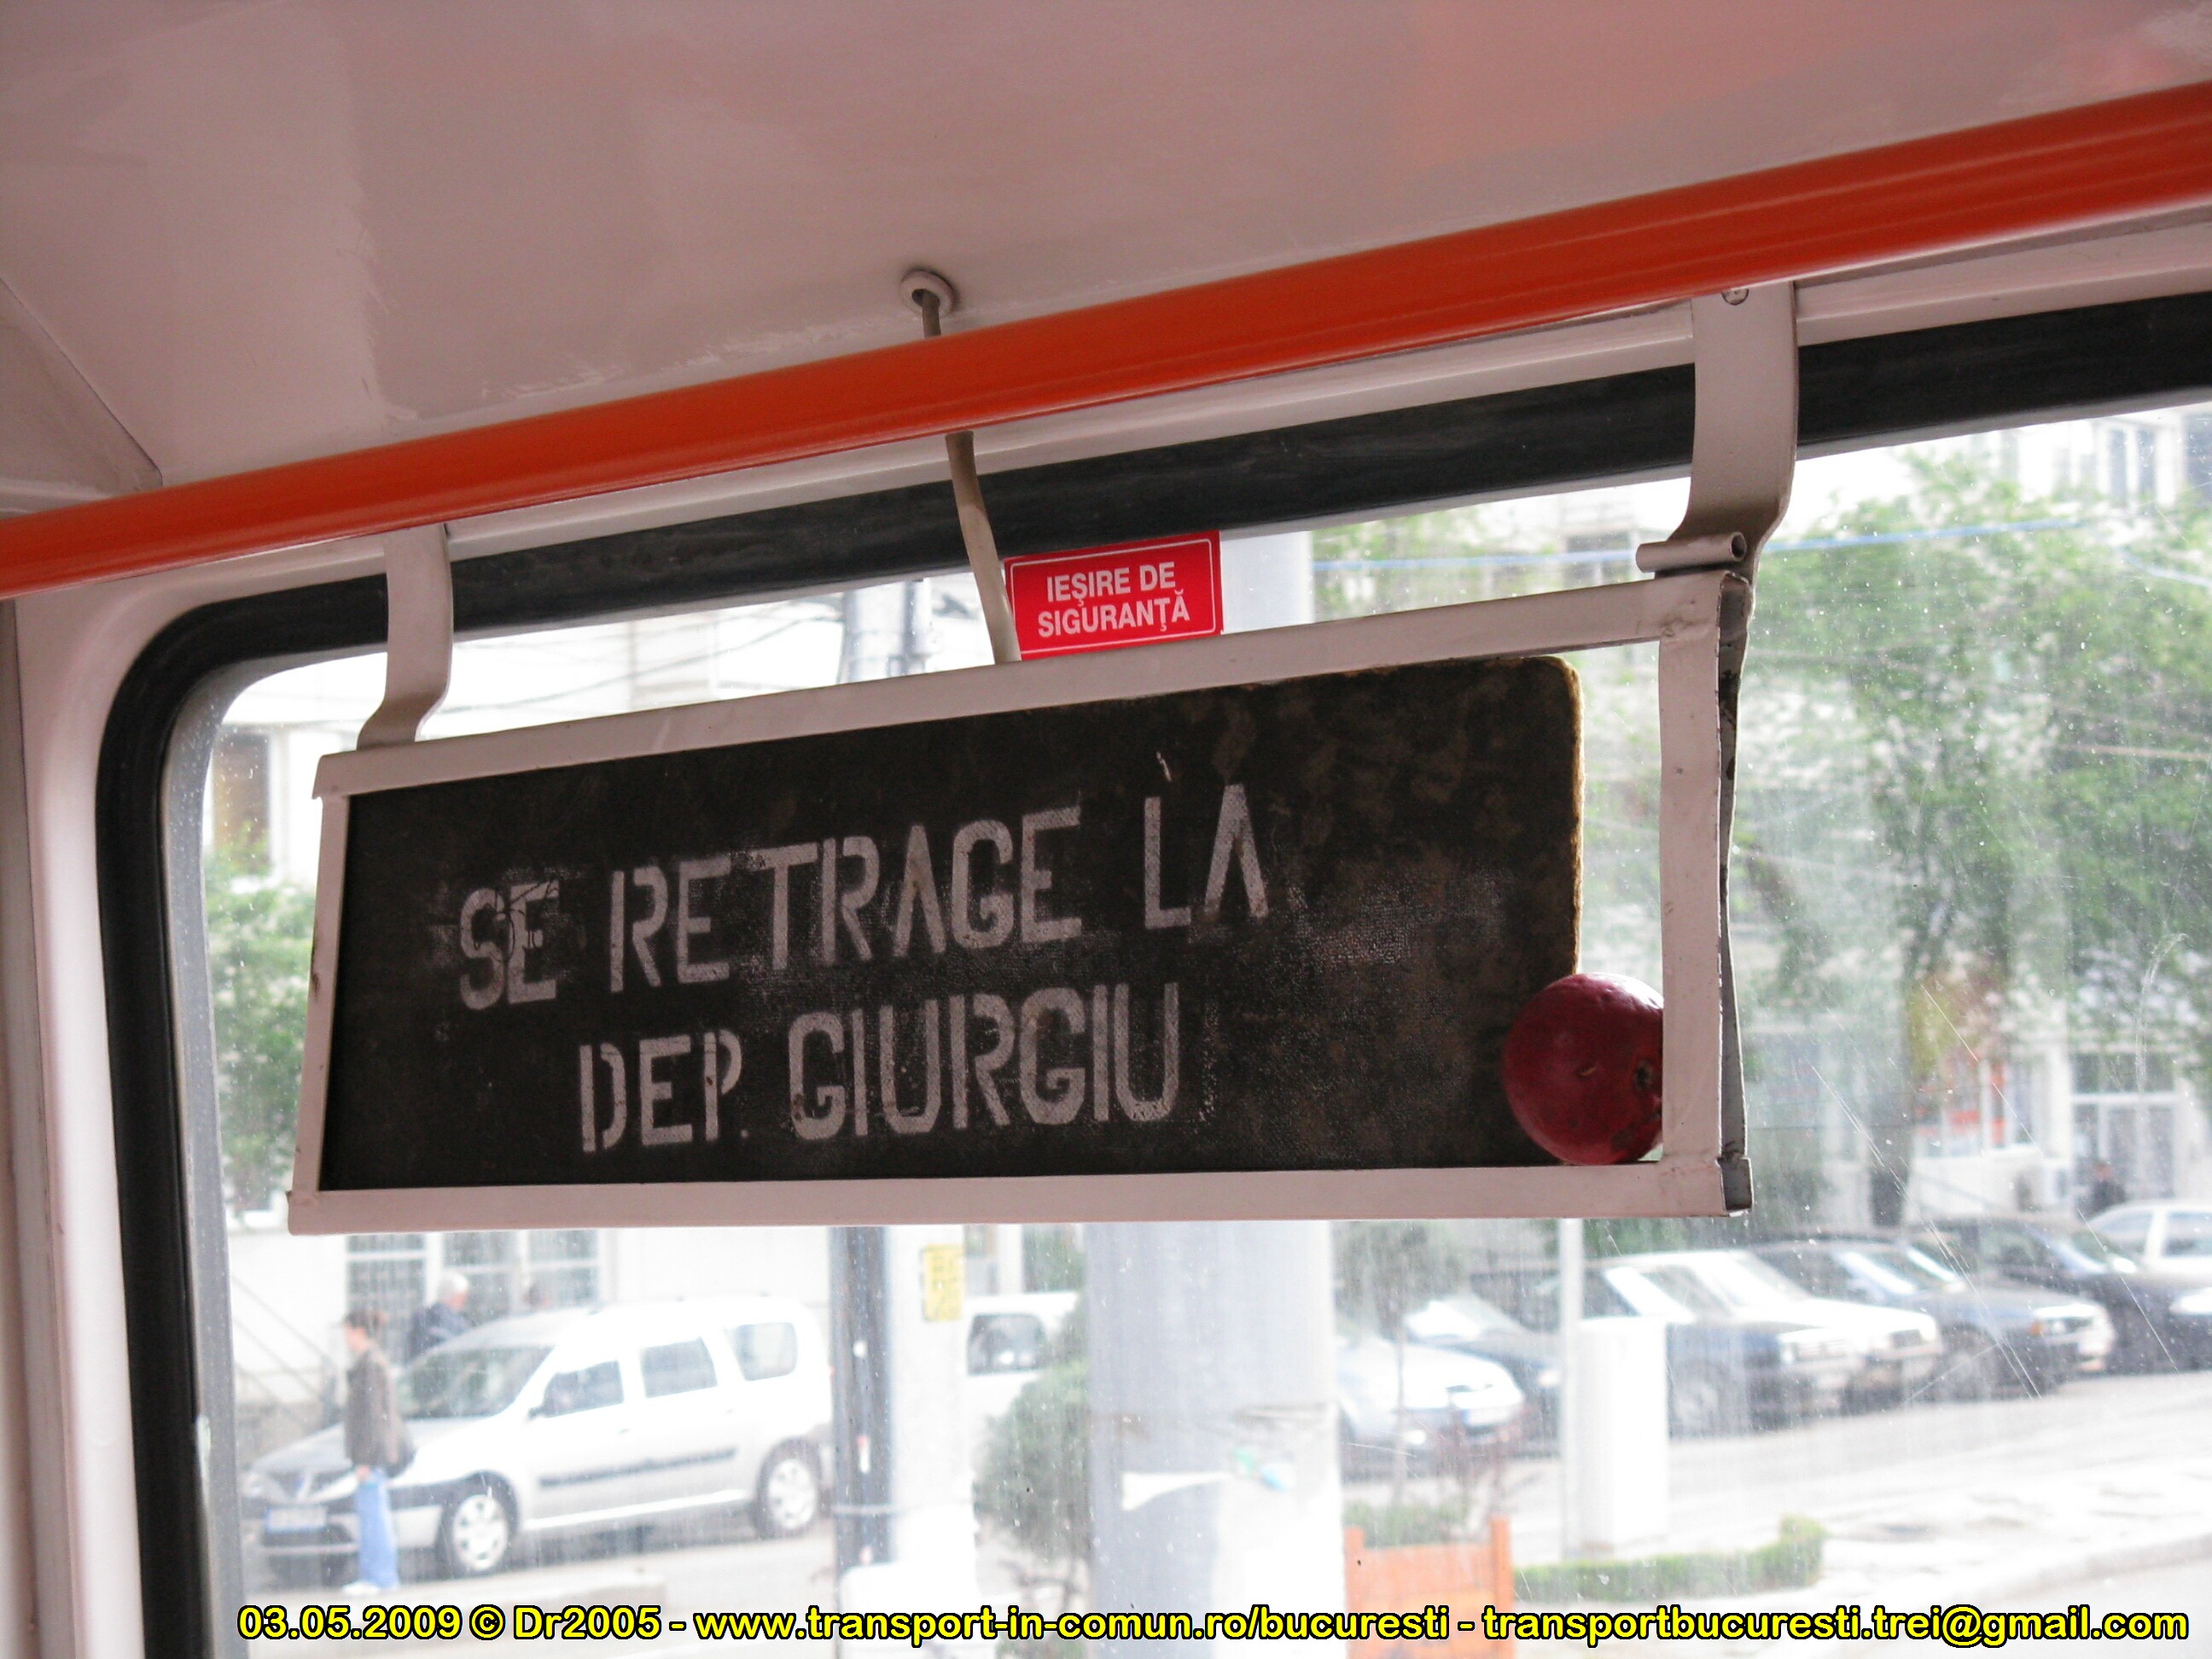 IEŞIRE DE
SIGURANŢĂ
SE RETRAGE LA
DEP. GIURGIU
03.05.2009 © Dr2005 - www.transport-in-comun.ro/bucuresti - transportbucuresti.trei@gmail.com